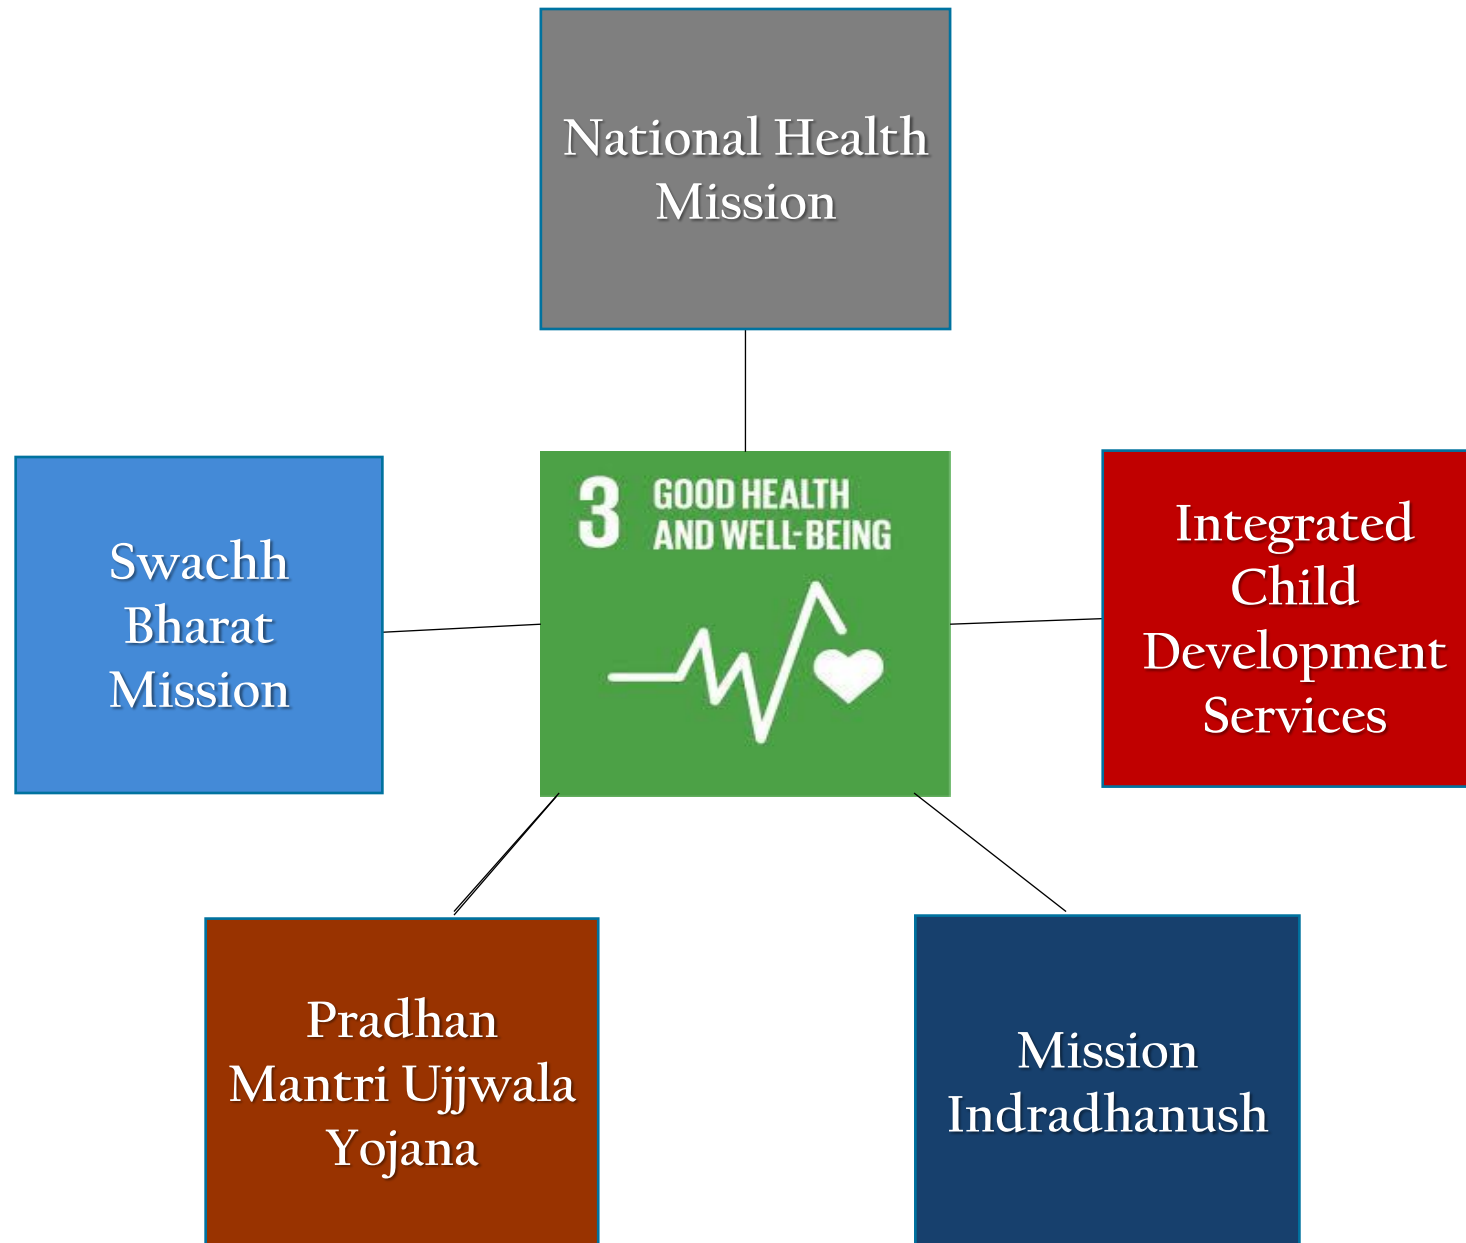 National Health
Mission
3 GOOD HEALTH
AND WELL-BEING
Swachh
Bharat
Mission
Integrated
Child
Development
Services
Pradhan
Mantri Ujjwala
Yojana
Mission
Indradhanush